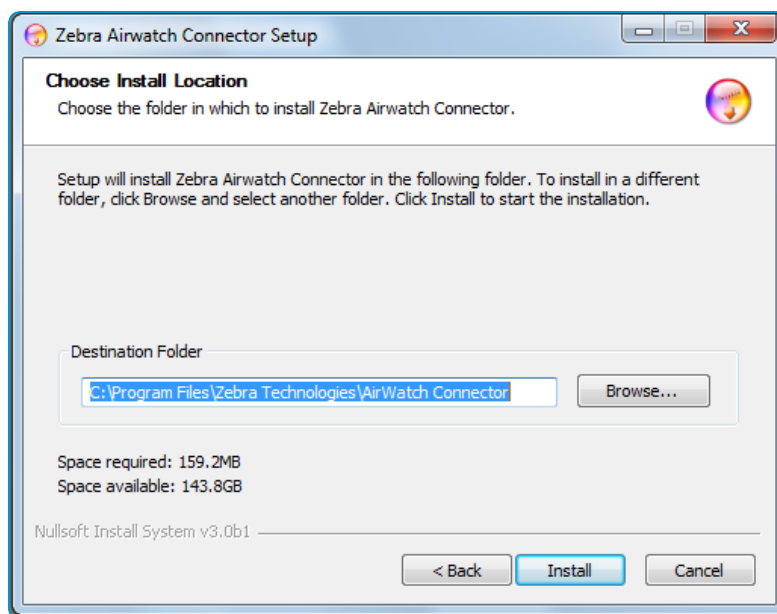 Zebra Airwatch Connector Setup
Choose Install Location
Choose the folder in which to install Zebra Airwatch Connector.
Setup will install Zebra Airwatch Connector in the following folder. To install in a different
folder, click Browse and select another folder. Click Install to start the installation.
Destination Folder
C:\Program Files\Zebra Technologies\AirWatch Connector
Browse...
Space required: 159.2MB
Space available: 143.8GB
Nullsoft Install System v3.0b1
< Back
Install
Cancel